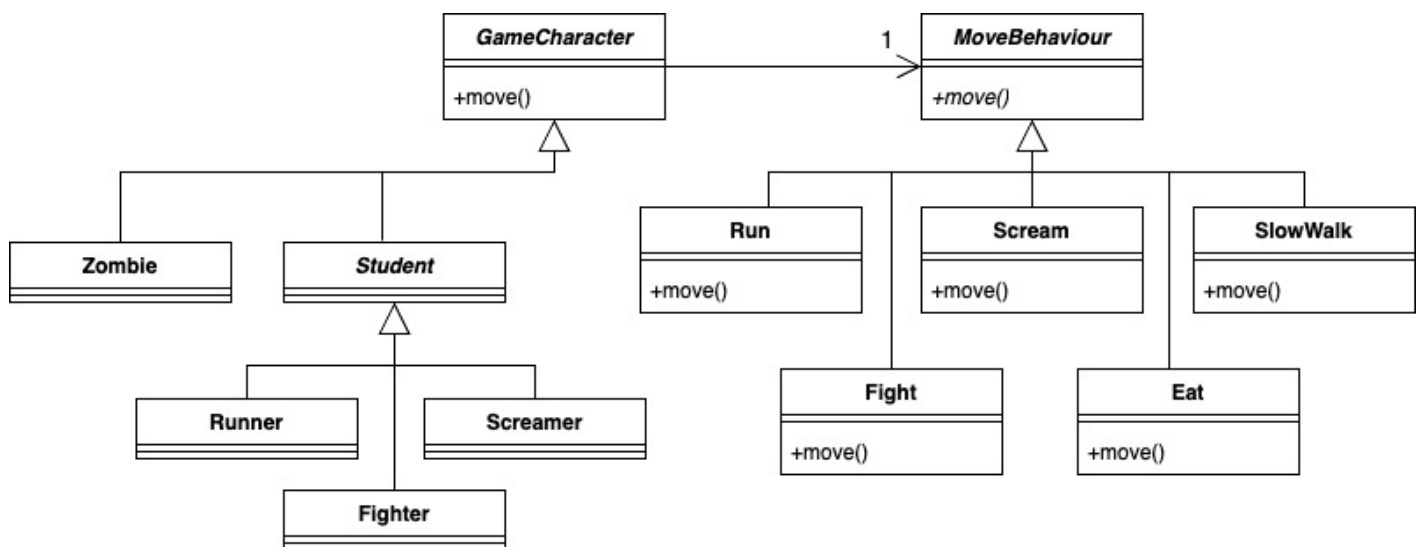 GameCharacter
+move()
1
MoveBehaviour
+move()
Zombie
Student
Runner
Screamer
Fighter
Run
+move()
Scream
+move()
SlowWalk
+move()
Fight
+move()
Eat
+move()